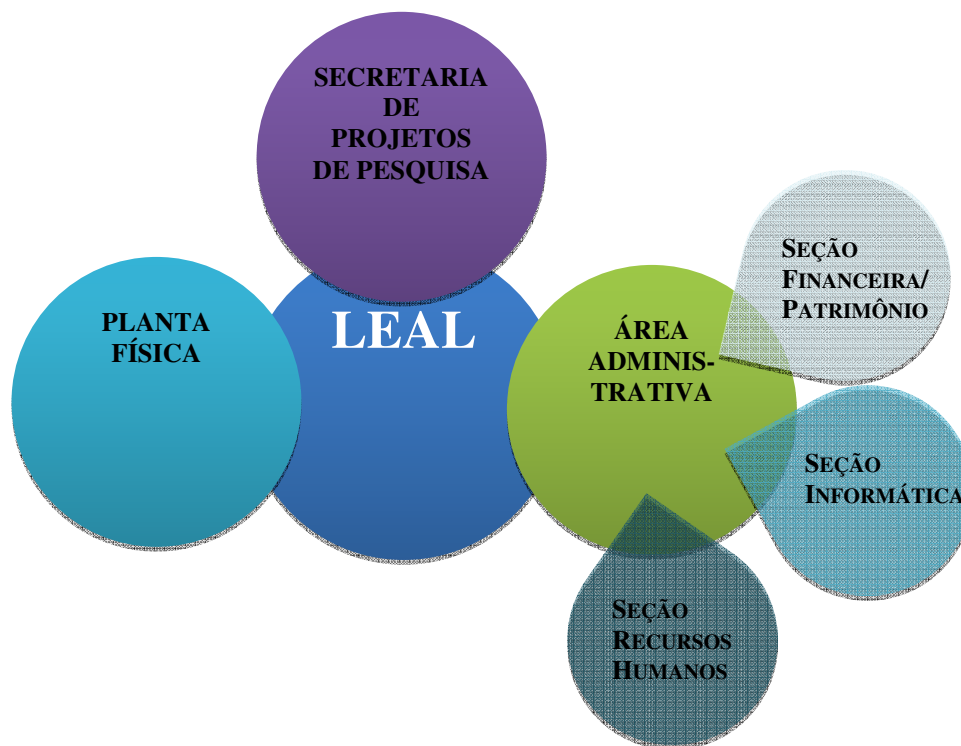 SECRETARIA
DE
PROJETOS
DE PESQUISA
PLANTA
FÍSICA
LEAL
ÁREA
ADMINIS-
TRATIVA
SEÇÃO
FINANCEIRA/
PATRIMÔNIO
SEÇÃO
INFORMÁTICA
SEÇÃO
RECURSOS
HUMANOS